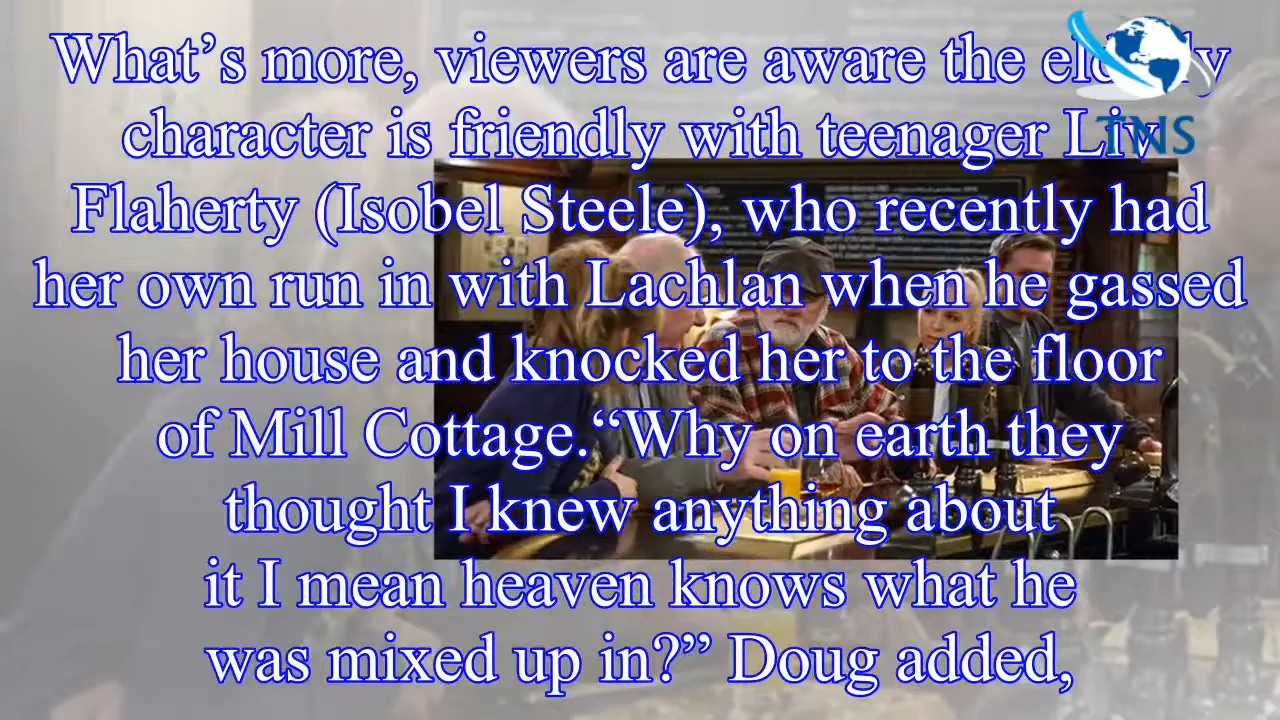 What’s more, viewers are aware the elderly
character is friendly with teenager Liv
Flaherty (Isobel Steele), who recently had
her own run in with Lachlan when he gassed
her house and knocked her to the floor
of Mill Cottage.“Why on earth they
thought I knew anything about
it I mean heaven knows what he
was mixed up in?” Doug added,
TNS